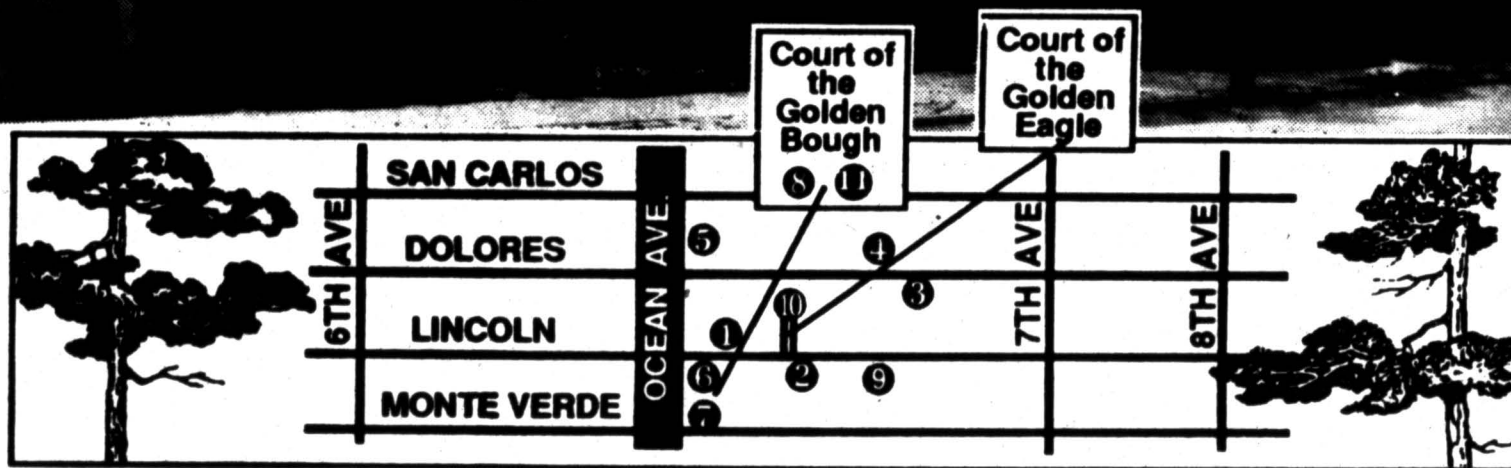 Court of
the
Golden
Bough
8 11
Court of
the
Golden
Eagle
SAN CARLOS
DOLORES
LINCOLN
MONTE VERDE
6TH AVE.
OCEAN AVE.
7TH AVE
8TH AVE
5
4
10
3
1
6
2
9
7